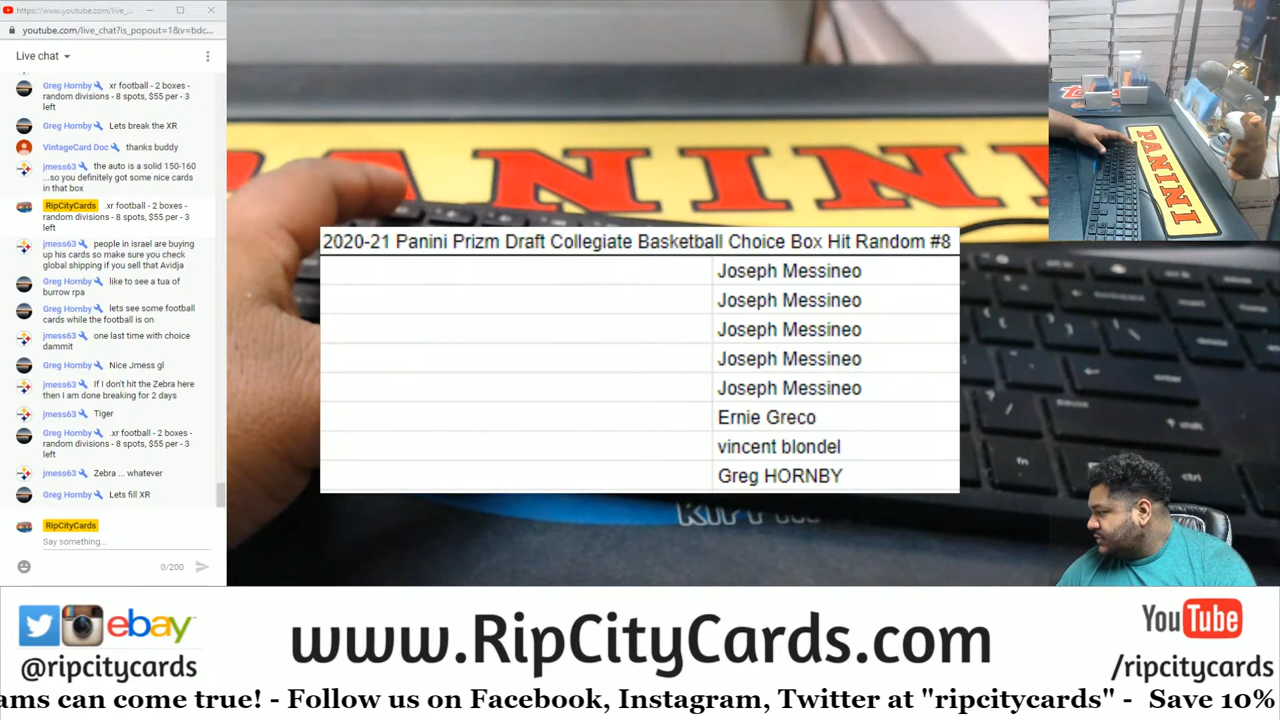 https://www.youtube.com/live_...
youtube.com/live_chat?is_popout=1&v=bdc...
Live chat
Greg Hornby xr football - 2 boxes -
random divisions - 8 spots, $55 per - 3
left
Greg Hornby Lets break the XR
VintageCard Doc thanks buddy
jmess63 the auto is a solid 150-160
...so you definitely got some nice cards
in that box
RipCityCards .xr football - 2 boxes -
random divisions - 8 spots, $55 per - 3
left
jmess63 people in israel are buying
up his cards so make sure you check
global shipping if you sell that Avidja
Greg Hornby like to see a tua of
burrow rpa
Greg Hornby lets see some football
cards while the football is on
jmess63 one last time with choice
dammit
Greg Hornby Nice Jmess gl
jmess63 If I don't hit the Zebra here
then I am done breaking for 2 days
jmess63 Tiger
Greg Hornby .xr football - 2 boxes -
random divisions - 8 spots, $55 per - 3
left
jmess63 Zebra ... whatever
Greg Hornby Lets fill XR
RipCityCards
Say something...
0/200
PANINI
PANINI
2020-21 Panini Prizm Draft Collegiate Basketball Choice Box Hit Random #8
Joseph Messineo
Joseph Messineo
Joseph Messineo
Joseph Messineo
Joseph Messineo
Ernie Greco
vincent blondel
Greg HORNBY
fn
ctrl
alt
ebay
@ripcitycards
www.RipCityCards.com
YouTube
/ripcitycards
ams can come true! - Follow us on Facebook, Instagram, Twitter at "ripcitycards" - Save 10%